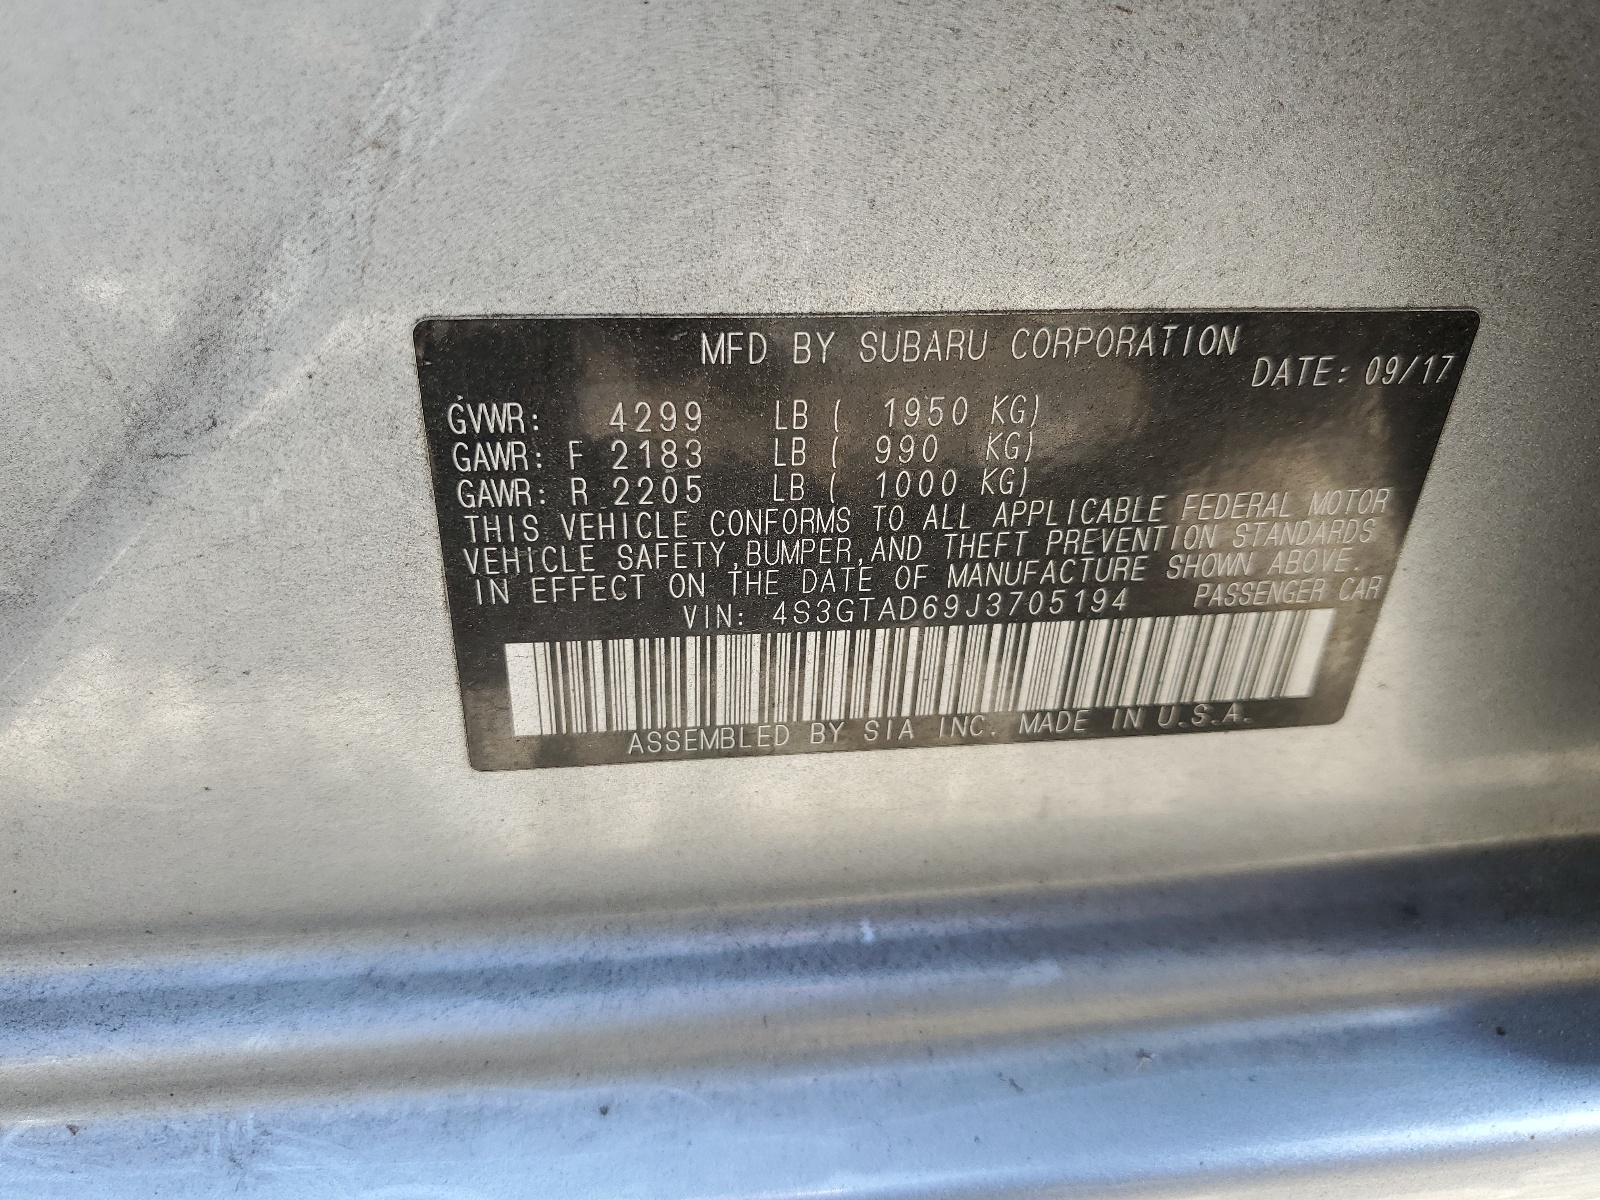 MFD BY SUBARU CORPORATION
DATE: 09/17
GVWR: 4299 LB ( 1950 KG)
GAWR: F 2183 LB ( 990 KG)
GAWR: R 2205 LB ( 1000 KG)
THIS VEHICLE CONFORMS TO ALL APPLICABLE FEDERAL MOTOR
VEHICLE SAFETY,BUMPER,AND THEFT PREVENTION STANDARDS
IN EFFECT ON THE DATE OF MANUFACTURE SHOWN ABOVE.
VIN: 4S3GTAD69J3705194 PASSENGER CAR
ASSEMBLED BY SIA INC. MADE IN U.S.A.